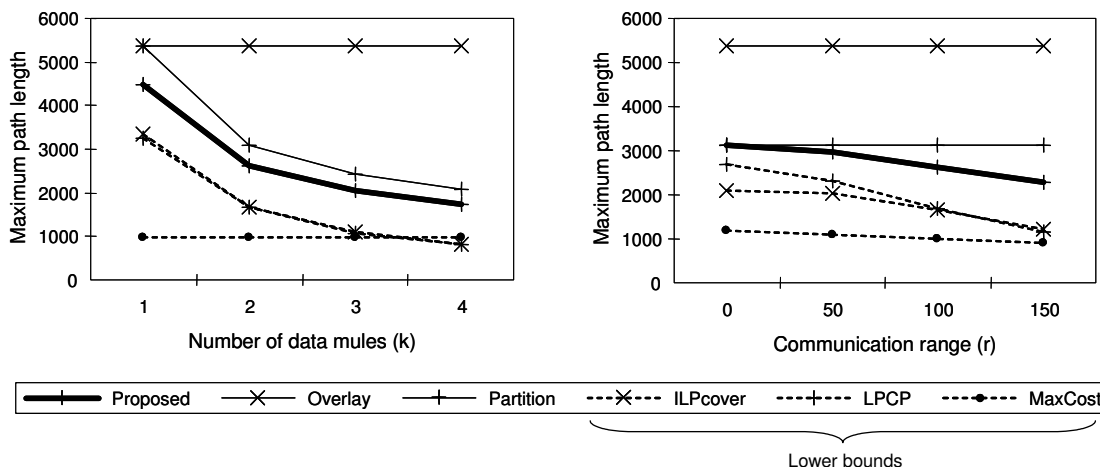 6000
5000
4000
3000
2000
1000
0
Maximum path length
1 2 3 4
Number of data mules (k)
6000
5000
4000
3000
2000
1000
0
Maximum path length
0 50 100 150
Communication range (r)
Proposed Overlay Partition ILPcover LPCP MaxCost
Lower bounds